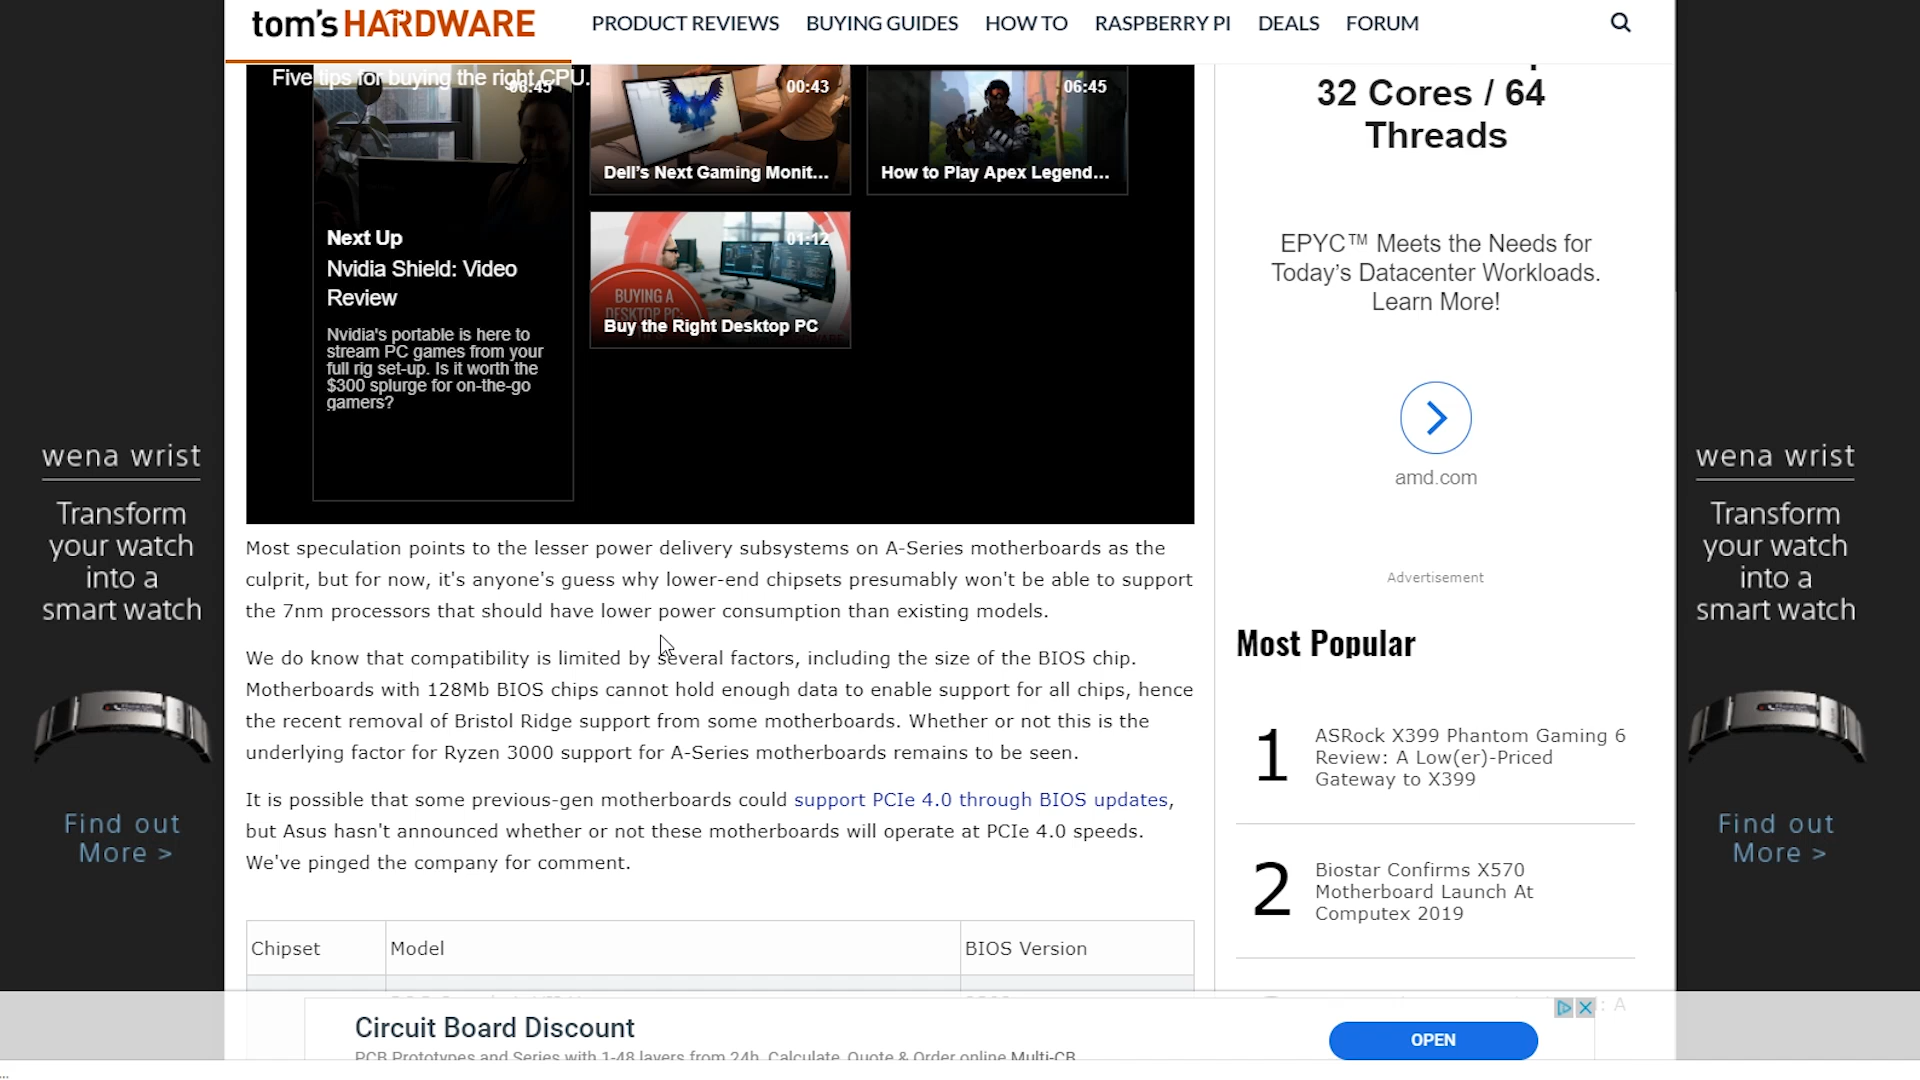 tom's HARDWARE
PRODUCT REVIEWS BUYING GUIDES HOW TO RASPBERRY PI DEALS FORUM
Five tips for buying the right CPU.
06:45
00:43
06:45
Dell's Next Gaming Monit...
How to Play Apex Legend...
Next Up
Nvidia Shield: Video
Review
Nvidia's portable is here to
stream PC games from your
full rig set-up. Is it worth the
$300 splurge for on-the-go
gamers?
01:12
BUYING A
DESKTOP PC:
Buy the Right Desktop PC
Most speculation points to the lesser power delivery subsystems on A-Series motherboards as the
culprit, but for now, it's anyone's guess why lower-end chipsets presumably won't be able to support
the 7nm processors that should have lower power consumption than existing models.
We do know that compatibility is limited by several factors, including the size of the BIOS chip.
Motherboards with 128Mb BIOS chips cannot hold enough data to enable support for all chips, hence
the recent removal of Bristol Ridge support from some motherboards. Whether or not this is the
underlying factor for Ryzen 3000 support for A-Series motherboards remains to be seen.
It is possible that some previous-gen motherboards could support PCIe 4.0 through BIOS updates,
but Asus hasn't announced whether or not these motherboards will operate at PCIe 4.0 speeds.
We've pinged the company for comment.
Chipset Model BIOS Version
32 Cores / 64
Threads
EPYC™ Meets the Needs for
Today's Datacenter Workloads.
Learn More!
amd.com
Advertisement
Most Popular
1
ASRock X399 Phantom Gaming 6
Review: A Low(er)-Priced
Gateway to X399
2
Biostar Confirms X570
Motherboard Launch At
Computex 2019
: A
wena wrist
Transform
your watch
into a
smart watch
Find out
More >
wena wrist
Transform
your watch
into a
smart watch
Find out
More >
Circuit Board Discount
PCB Prototypes and Series with 1-48 layers from 24h. Calculate, Quote & Order online Multi-CB
OPEN
...